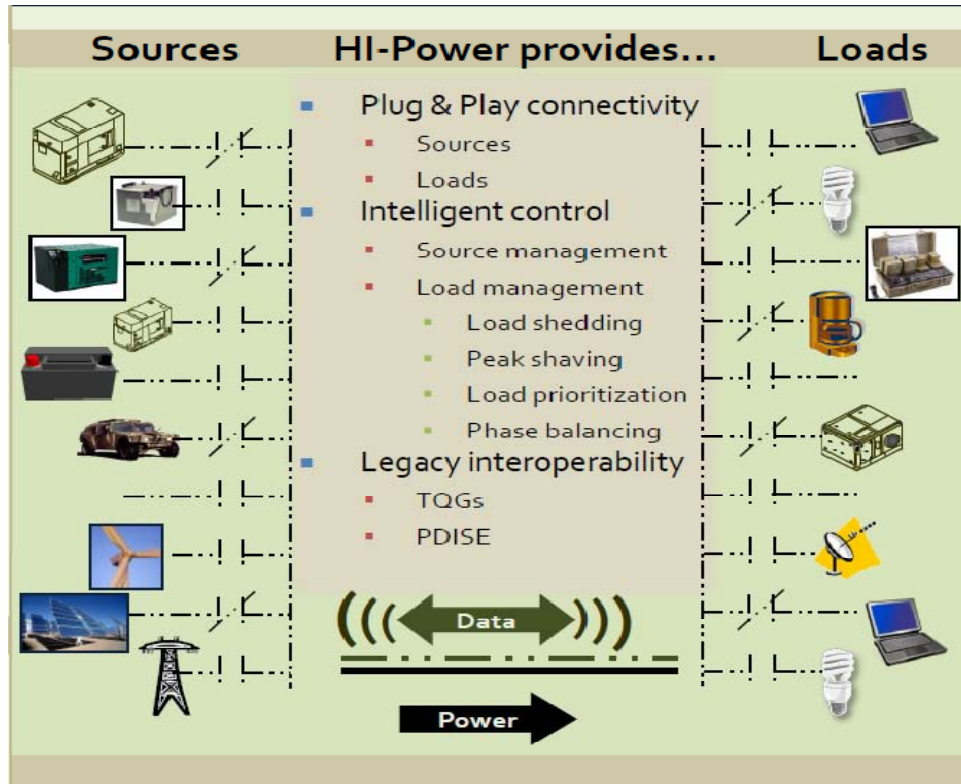 Sources
HI-Power provides...
Loads
Plug & Play connectivity
Sources
Loads
Intelligent control
Source management
Load management
Load shedding
Peak shaving
Load prioritization
Phase balancing
Legacy interoperability
TQGs
PDISE
Data
Power